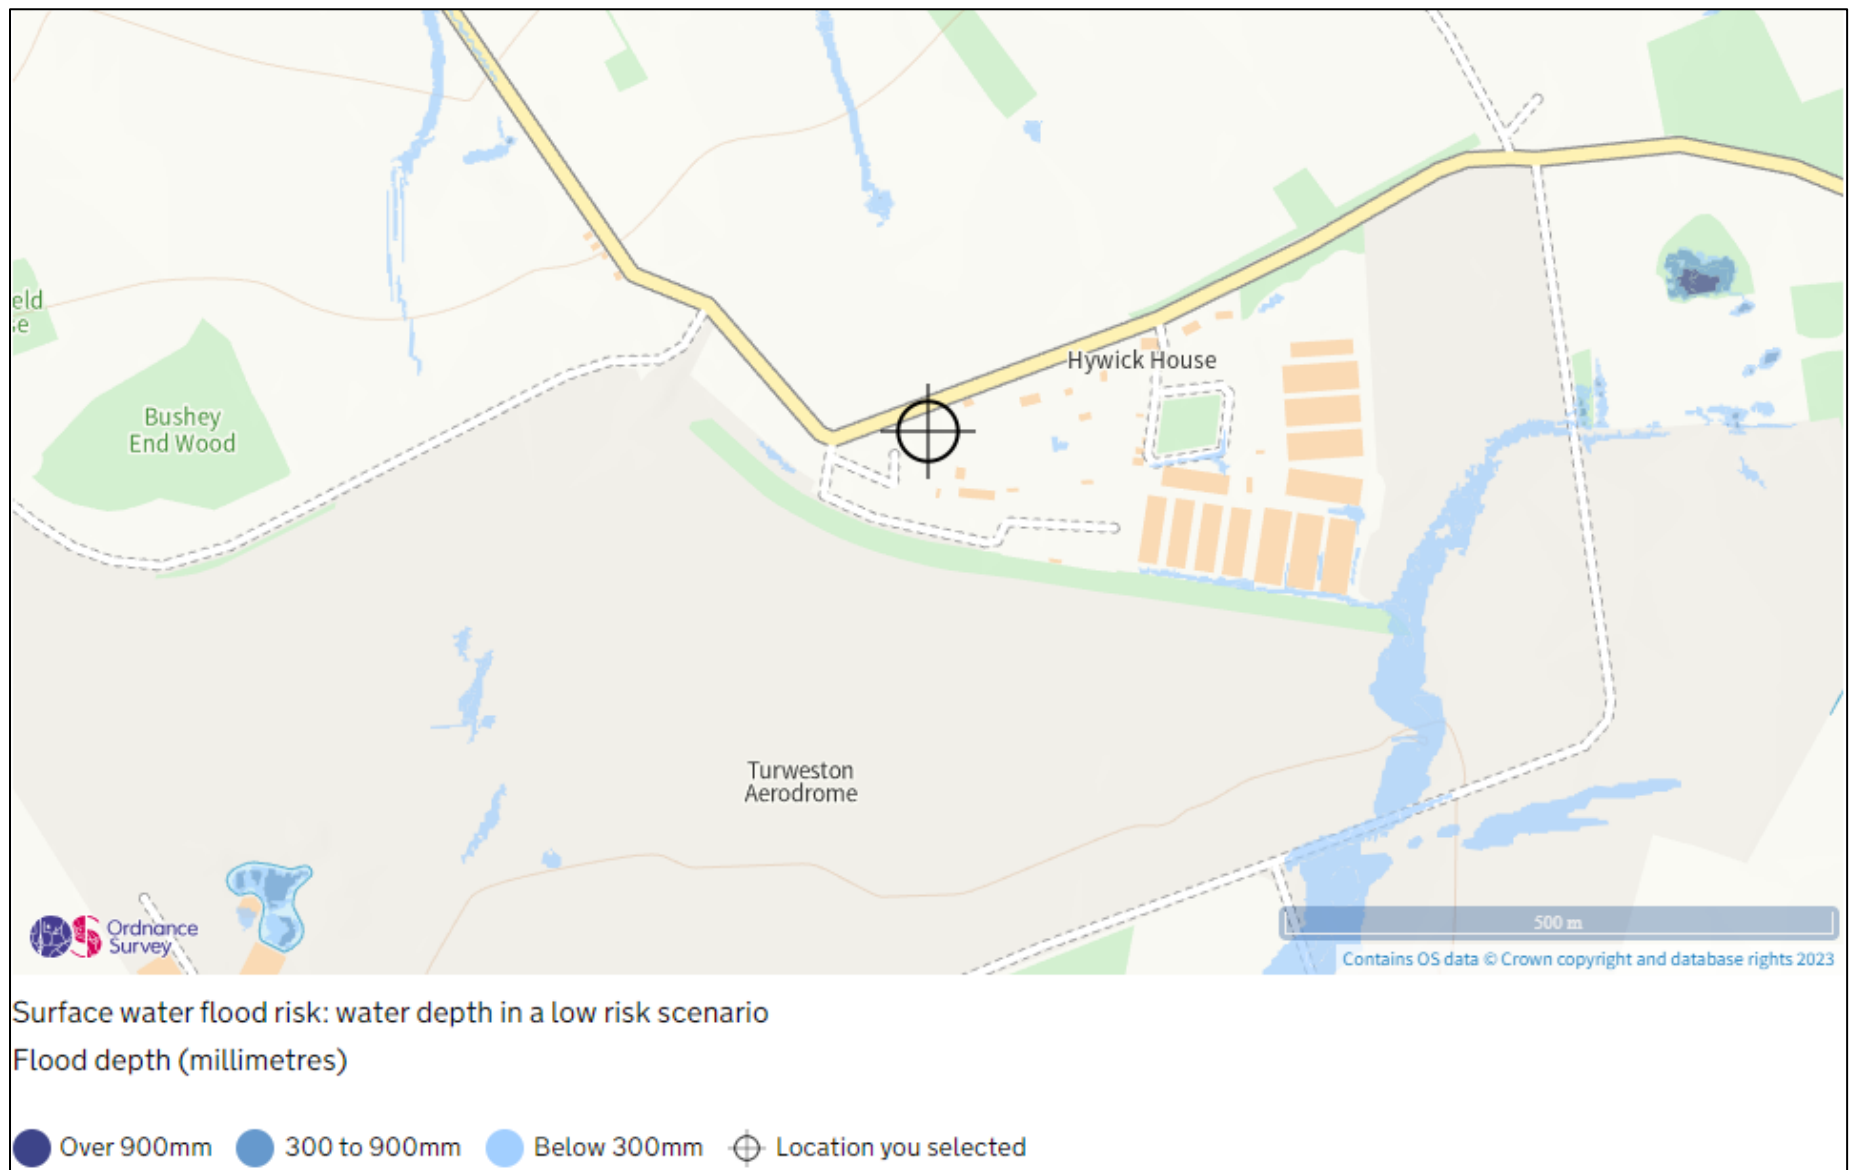 eld
se
Hywick House
Bushey
End Wood
Turweston
Aerodrome
Ordnance
Survey
500 m
Contains OS data © Crown copyright and database rights 2023
Surface water flood risk: water depth in a low risk scenario
Flood depth (millimetres)
Over 900mm 300 to 900mm Below 300mm Location you selected